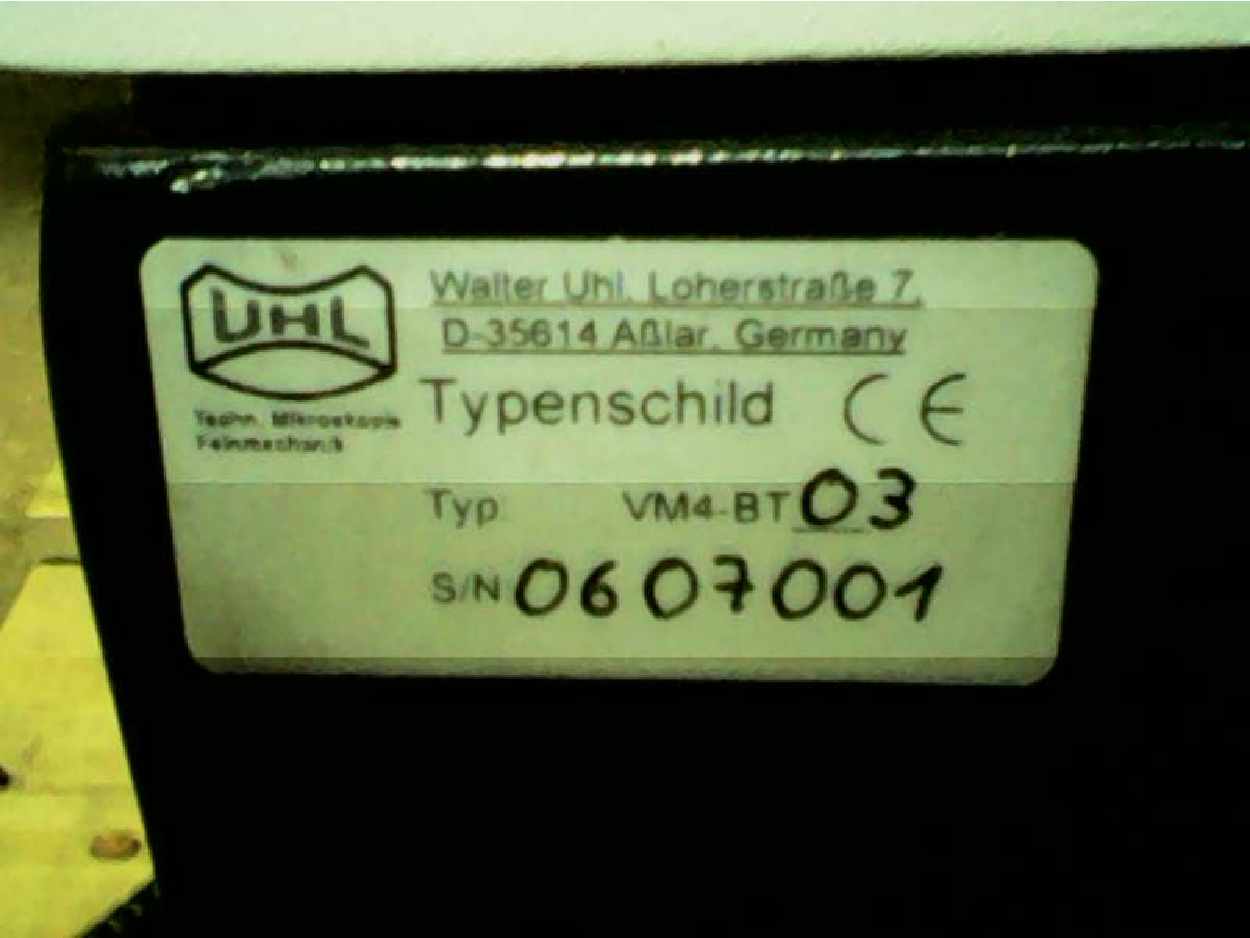 UHL
Techn. Mikroskopie
Feinmechanik
Walter Uhl, Loherstraße 7,
D-35614 Aßlar, Germany
Typenschild CE
Typ VM4-BT 03
S/N 0607001